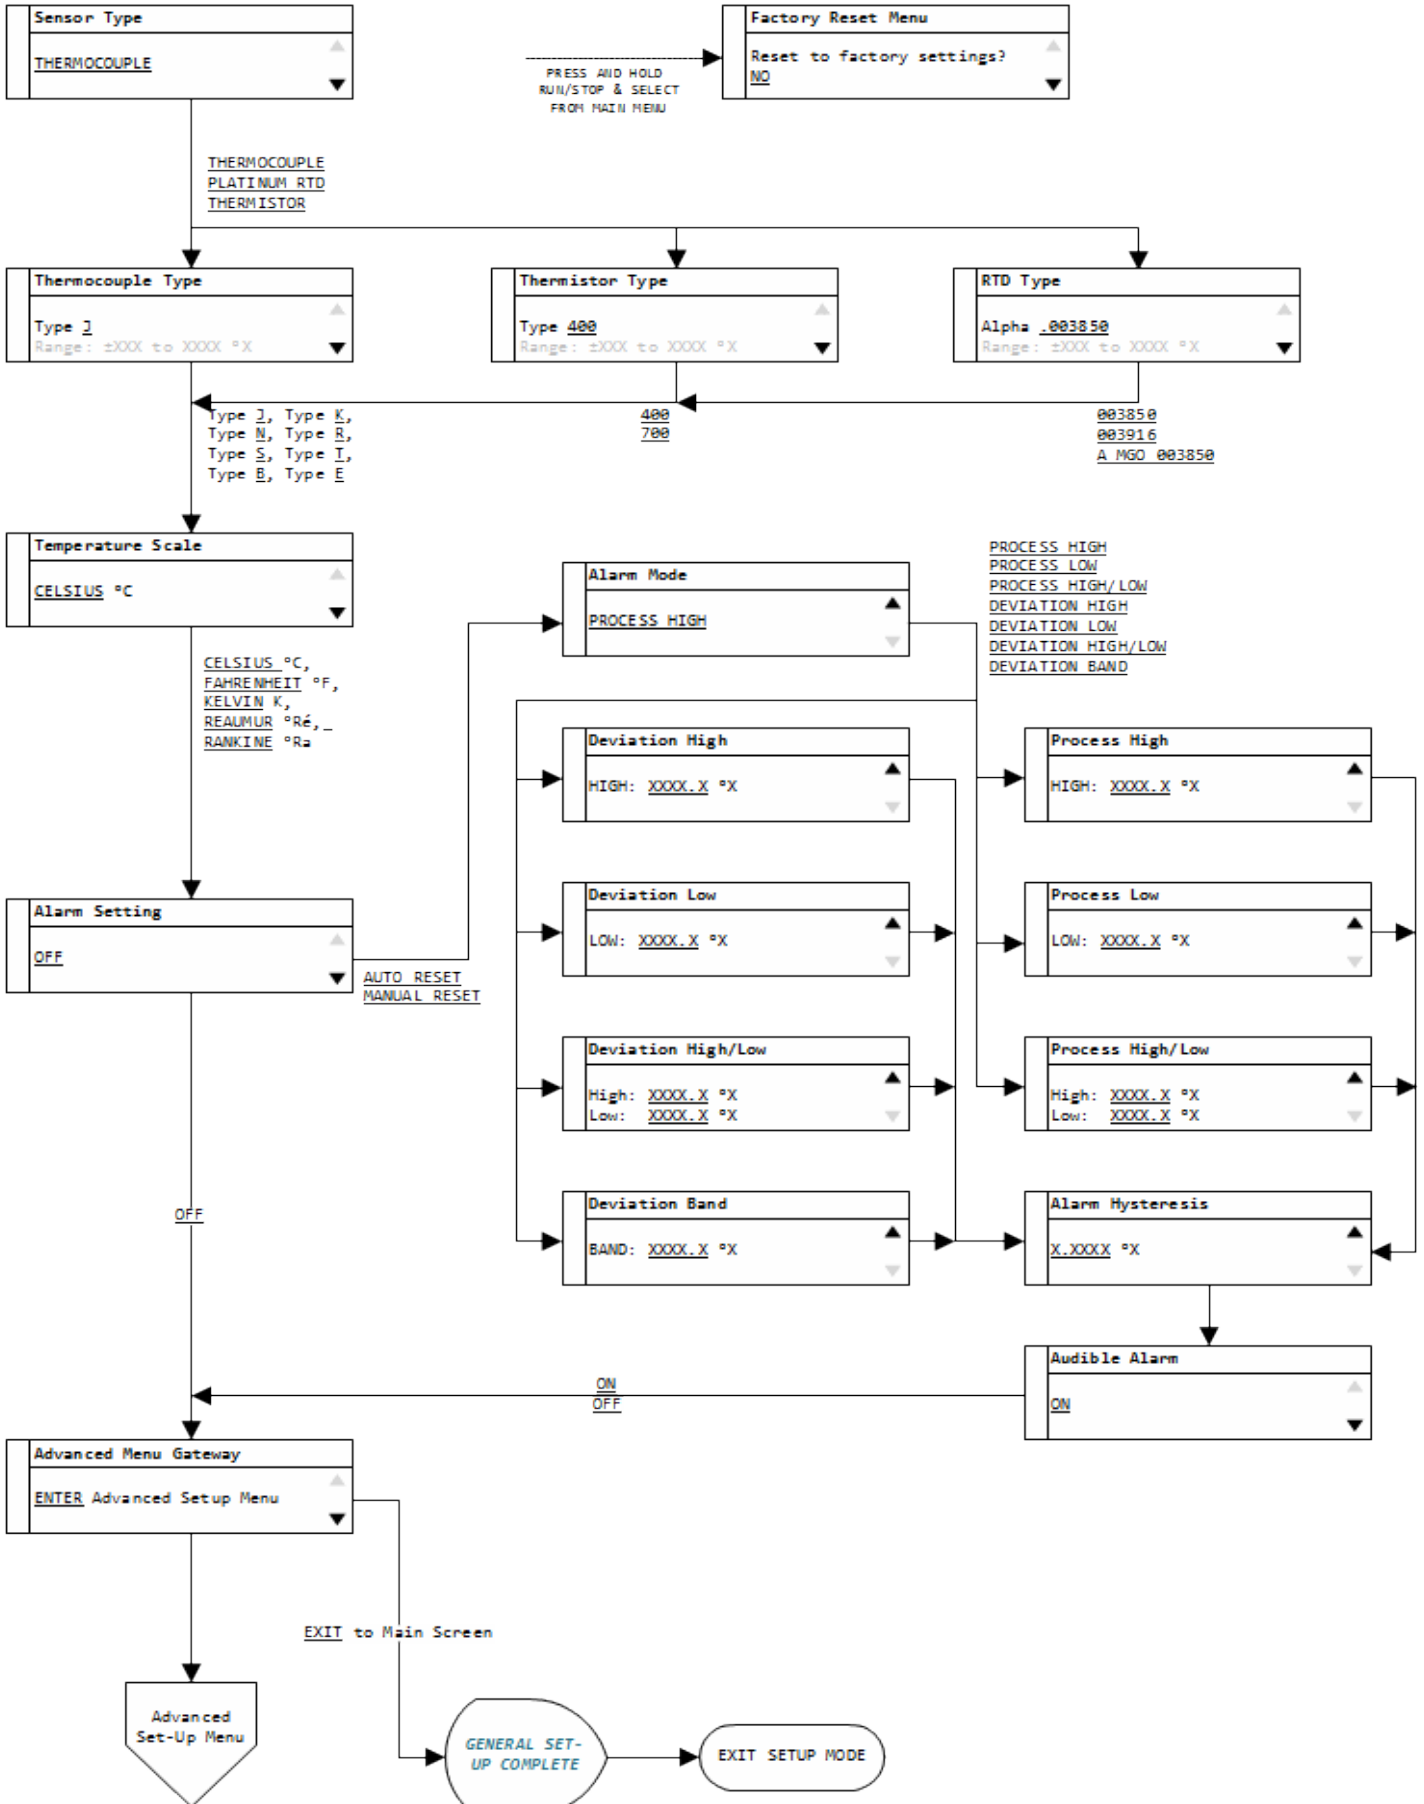 Sensor Type
THERMOCOUPLE
Factory Reset Menu
Reset to factory settings?
NO
PRESS AND HOLD
RUN/STOP & SELECT
FROM MAIN MENU
THERMOCOUPLE
PLATINUM RTD
THERMISTOR
Thermocouple Type
Type J
Range: ±XXX to XXXX °X
Thermistor Type
Type 400
Range: ±XXX to XXXX °X
RTD Type
Alpha .003850
Range: ±XXX to XXXX °X
Type J, Type K,
Type N, Type R,
Type S, Type T,
Type B, Type E
400
700
003850
003916
A MGO 003850
Temperature Scale
CELSIUS °C
Alarm Mode
PROCESS HIGH
PROCESS HIGH
PROCESS LOW
PROCESS HIGH/LOW
DEVIATION HIGH
DEVIATION LOW
DEVIATION HIGH/LOW
DEVIATION BAND
CELSIUS °C,
FAHRENHEIT °F,
KELVIN K,
REAUMUR °Ré,_
RANKINE °Ra
Deviation High
HIGH: XXXX.X °X
Process High
HIGH: XXXX.X °X
Alarm Setting
OFF
AUTO RESET
MANUAL RESET
Deviation Low
LOW: XXXX.X °X
Process Low
LOW: XXXX.X °X
Deviation High/Low
High: XXXX.X °X
Low: XXXX.X °X
Process High/Low
High: XXXX.X °X
Low: XXXX.X °X
OFF
Deviation Band
BAND: XXXX.X °X
Alarm Hysteresis
X.XXXX °X
Audible Alarm
ON
ON
OFF
Advanced Menu Gateway
ENTER Advanced Setup Menu
EXIT to Main Screen
Advanced
Set-Up Menu
GENERAL SET-
UP COMPLETE
EXIT SETUP MODE